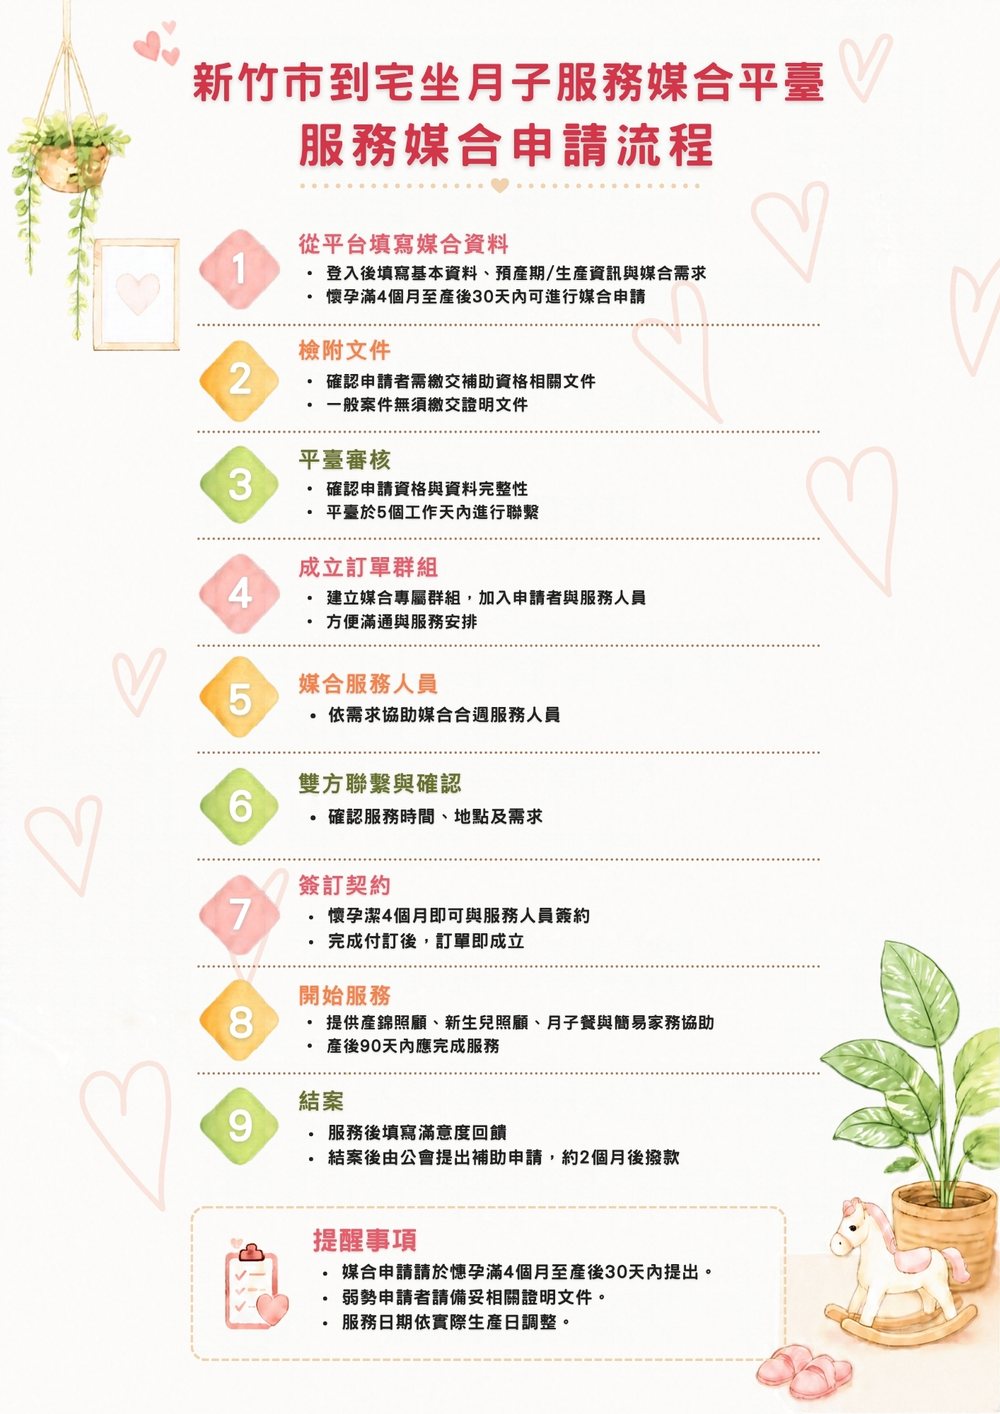 新竹市到宅坐月子服務媒合平臺
服務媒合申請流程
1
從平台填寫媒合資料
• 登入後填寫基本資料、預產期/生產資訊與媒合需求
• 懷孕滿4個月至產後30天內可進行媒合申請
2
檢附文件
• 確認申請者需繳交補助資格相關文件
• 一般案件無須繳交證明文件
3
平臺審核
• 確認申請資格與資料完整性
• 平臺於5個工作天內進行聯繫
4
成立訂單群組
• 建立媒合專屬群組，加入申請者與服務人員
• 方便滿通與服務安排
5
媒合服務人員
• 依需求協助媒合合週服務人員
6
雙方聯繫與確認
• 確認服務時間、地點及需求
7
簽訂契約
• 懷孕潔4個月即可與服務人員簽約
• 完成付訂後，訂單即成立
8
開始服務
• 提供產錦照顧、新生兒照顧、月子餐與簡易家務協助
• 產後90天內應完成服務
9
結案
• 服務後填寫滿意度回饋
• 結案後由公會提出補助申請，約2個月後撥款
提醒事項
• 媒合申請請於懷孕滿4個月至產後30天內提出。
• 弱勢申請者請備妥相關證明文件。
• 服務日期依實際生產日調整。